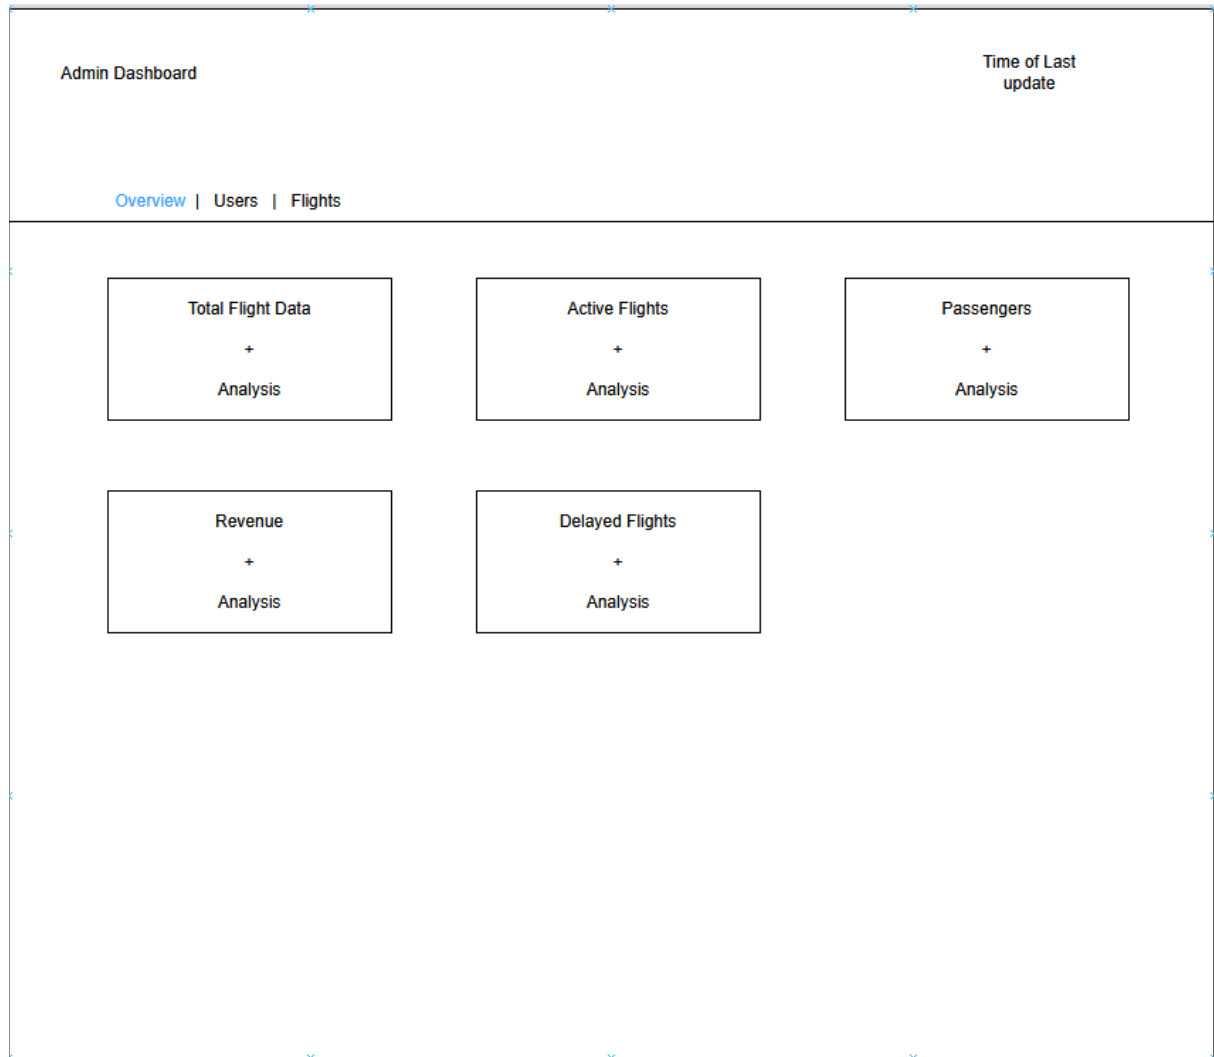 Admin Dashboard
Time of Last
update
Overview | Users | Flights
Total Flight Data
+
Analysis
Active Flights
+
Analysis
Passengers
+
Analysis
Revenue
+
Analysis
Delayed Flights
+
Analysis